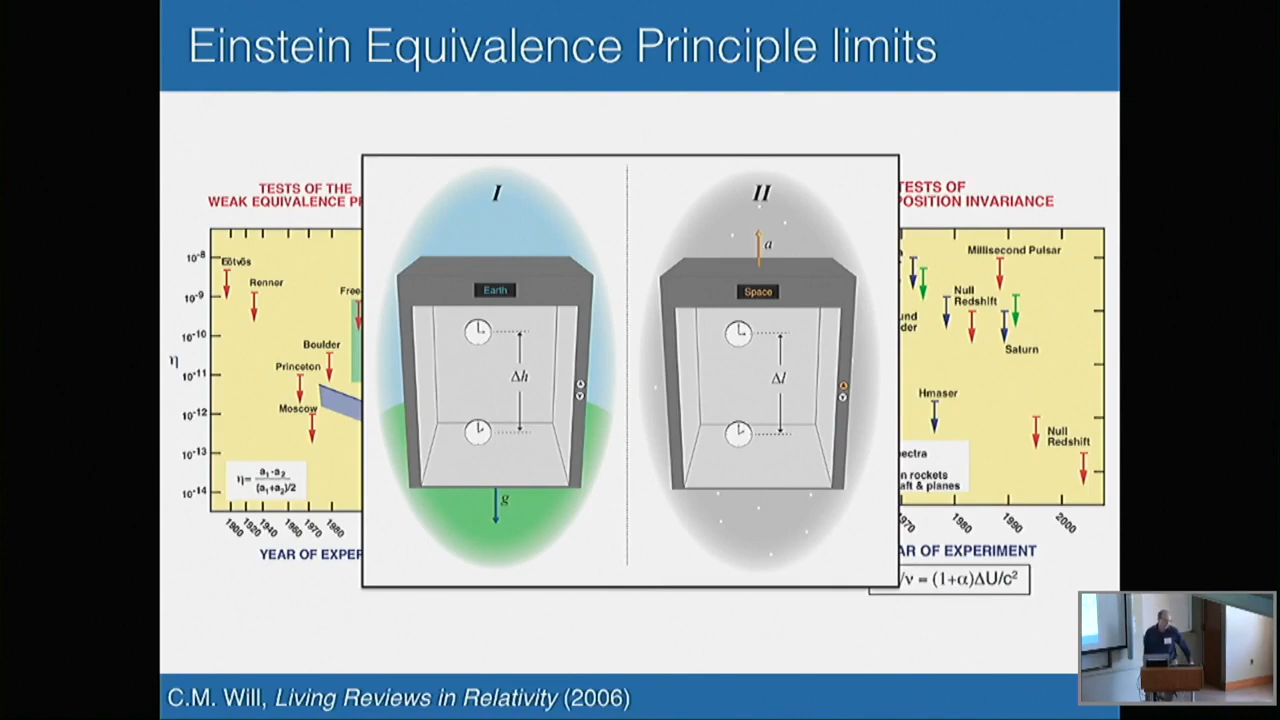 Einstein Equivalence Principle limits
TESTS OF THE
WEAK EQUIVALENCE
10-8
10-9
10-10
10-11
10-12
10-13
10-14
η
Eötvös
Renner
Free
Boulder
Princeton
Moscow
η= a1-a2
(a1+a2)/2
1900 1920 1940 1960 1970 1980
YEAR OF
I
Earth
Δh
g
II
a
Space
Δl
TESTS OF
POSITION INVARIANCE
Millisecond Pulsar
Null
Redshift
Saturn
Hmaser
Null
Redshift
n rockets
aft & planes
1980 1990 2000
AR OF EXPERIMENT
/ν = (1+α)ΔU/c2
C.M. Will, Living Reviews in Relativity (2006)